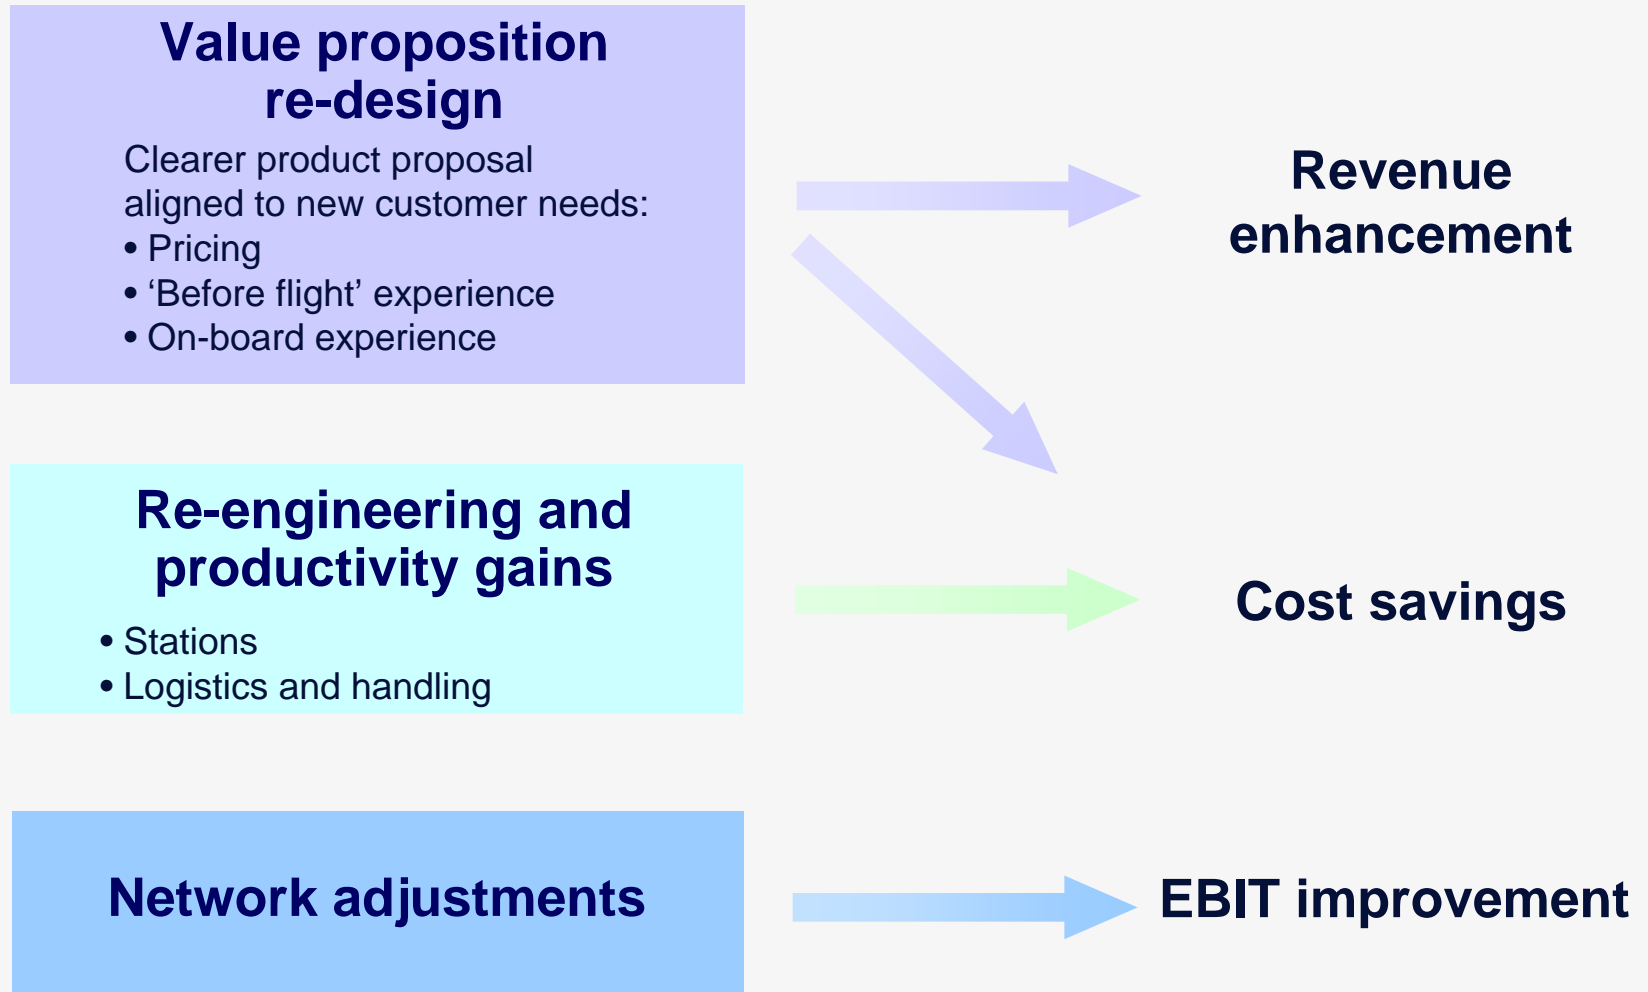 Value proposition
re-design
Clearer product proposal
aligned to new customer needs:
• Pricing
• ‘Before flight’ experience
• On-board experience
Revenue
enhancement
Re-engineering and
productivity gains
• Stations
• Logistics and handling
Cost savings
Network adjustments
EBIT improvement